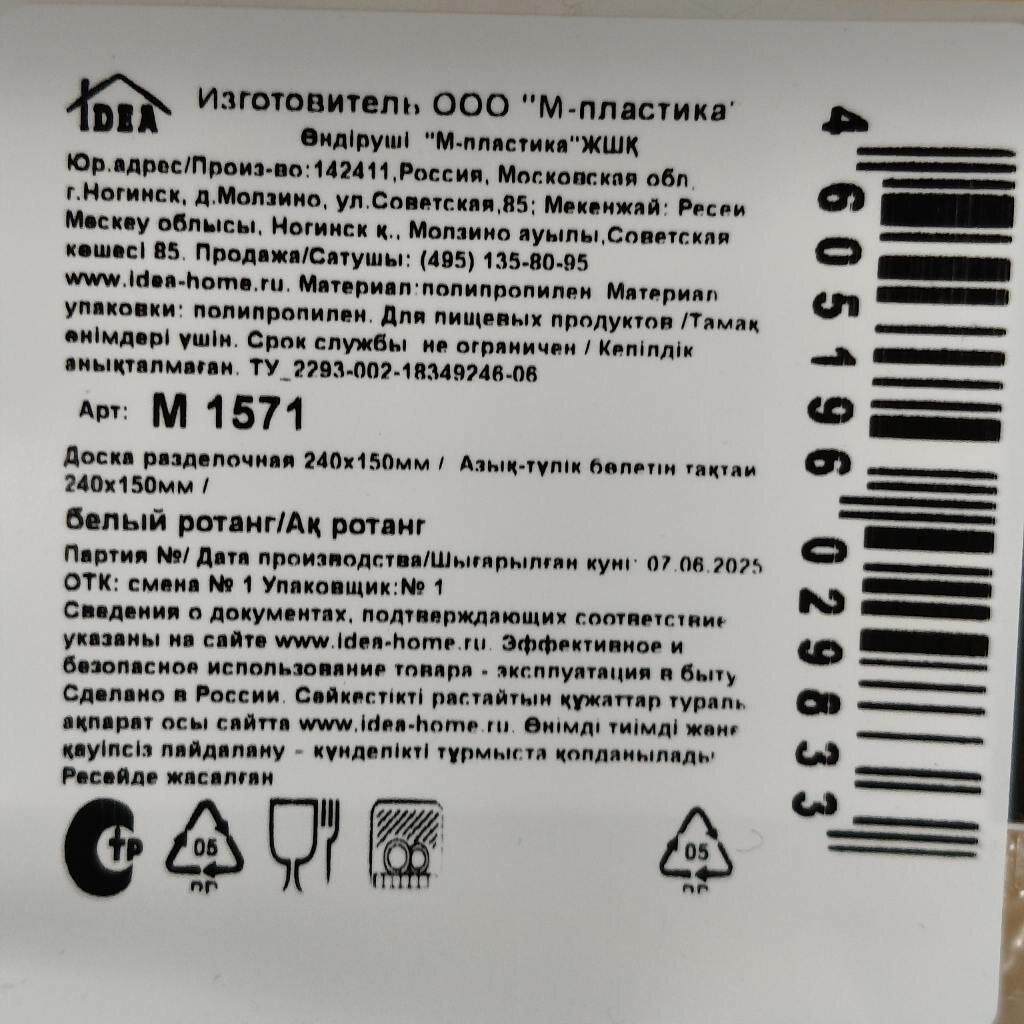 IDEA
Изготовитель ООО "М-пластика"
Өндіруші "М-пластика"ЖШҚ
Юр.адрес/Произ-во:142411,Россия, Московская обл.
г.Ногинск, д.Молзино, ул.Советская,85; Мекенжай: Ресей
Мәскеу облысы, Ногинск қ., Молзино ауылы,Советская
көшесі 85. Продажа/Сатушы: (495) 135-80-95
www.idea-home.ru. Материал:полипропилен Материал
упаковки: полипропилен. Для пищевых продуктов /Тамақ
өнімдері үшін. Срок службы не ограничен / Кепілдік
анықталмаған. ТУ_2293-002-18349246-06
Арт: М 1571
Доска разделочная 240х150мм / Азық-түлік бөлетін тақтай
240х150мм /
белый ротанг/Ақ ротанг
Партия №/ Дата производства/Шығарылған күні: 07.06.2025
ОТК: смена № 1 Упаковщик:№ 1
Сведения о документах, подтверждающих соответствие
указаны на сайте www.idea-home.ru. Эффективное и
безопасное использование товара - эксплуатация в быту
Сделано в России. Сәйкестікті растайтын құжаттар туралы
ақпарат осы сайтта www.idea-home.ru. Өнімді тиімді және
қауіпсіз пайдалану - күнделікті тұрмыста қолданылады
Ресейде жасалған
СТР
05
PP
05
PP
4 605196 029833